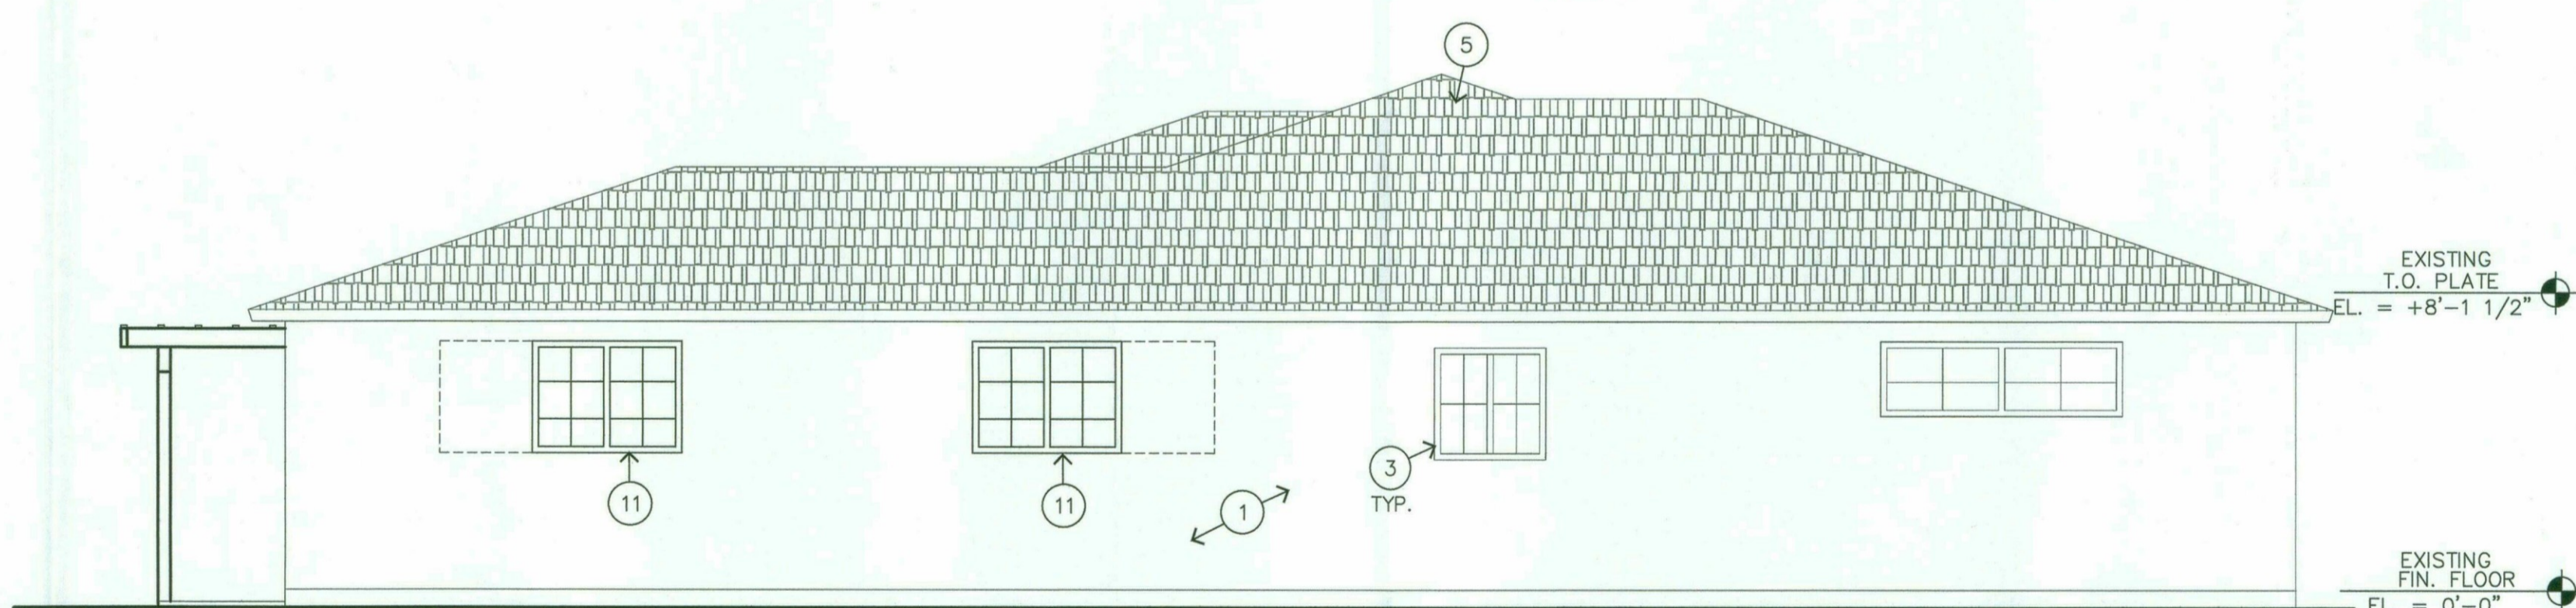 5
EXISTING
T.O. PLATE
EL. = +8'-1 1/2"
11
11
1
3
TYP.
EXISTING
FIN. FLOOR
EL. = 0'-0"